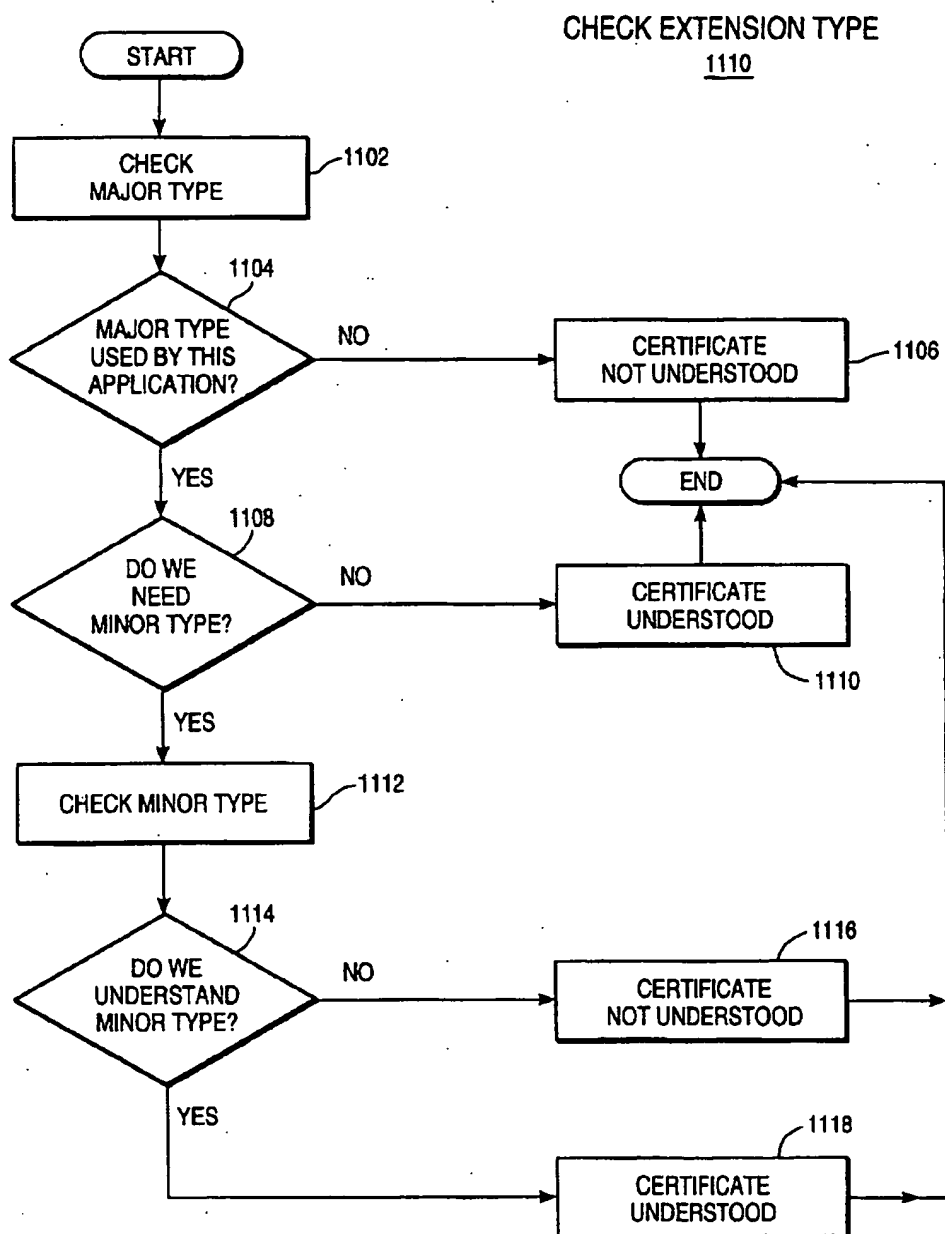 CHECK EXTENSION TYPE
1110
START
CHECK
MAJOR TYPE
1102
1104
MAJOR TYPE
USED BY THIS
APPLICATION?
NO
CERTIFICATE
NOT UNDERSTOOD
1106
YES
END
1108
DO WE
NEED
MINOR TYPE?
NO
CERTIFICATE
UNDERSTOOD
1110
YES
CHECK MINOR TYPE
1112
1114
DO WE
UNDERSTAND
MINOR TYPE?
NO
1116
CERTIFICATE
NOT UNDERSTOOD
YES
1118
CERTIFICATE
UNDERSTOOD